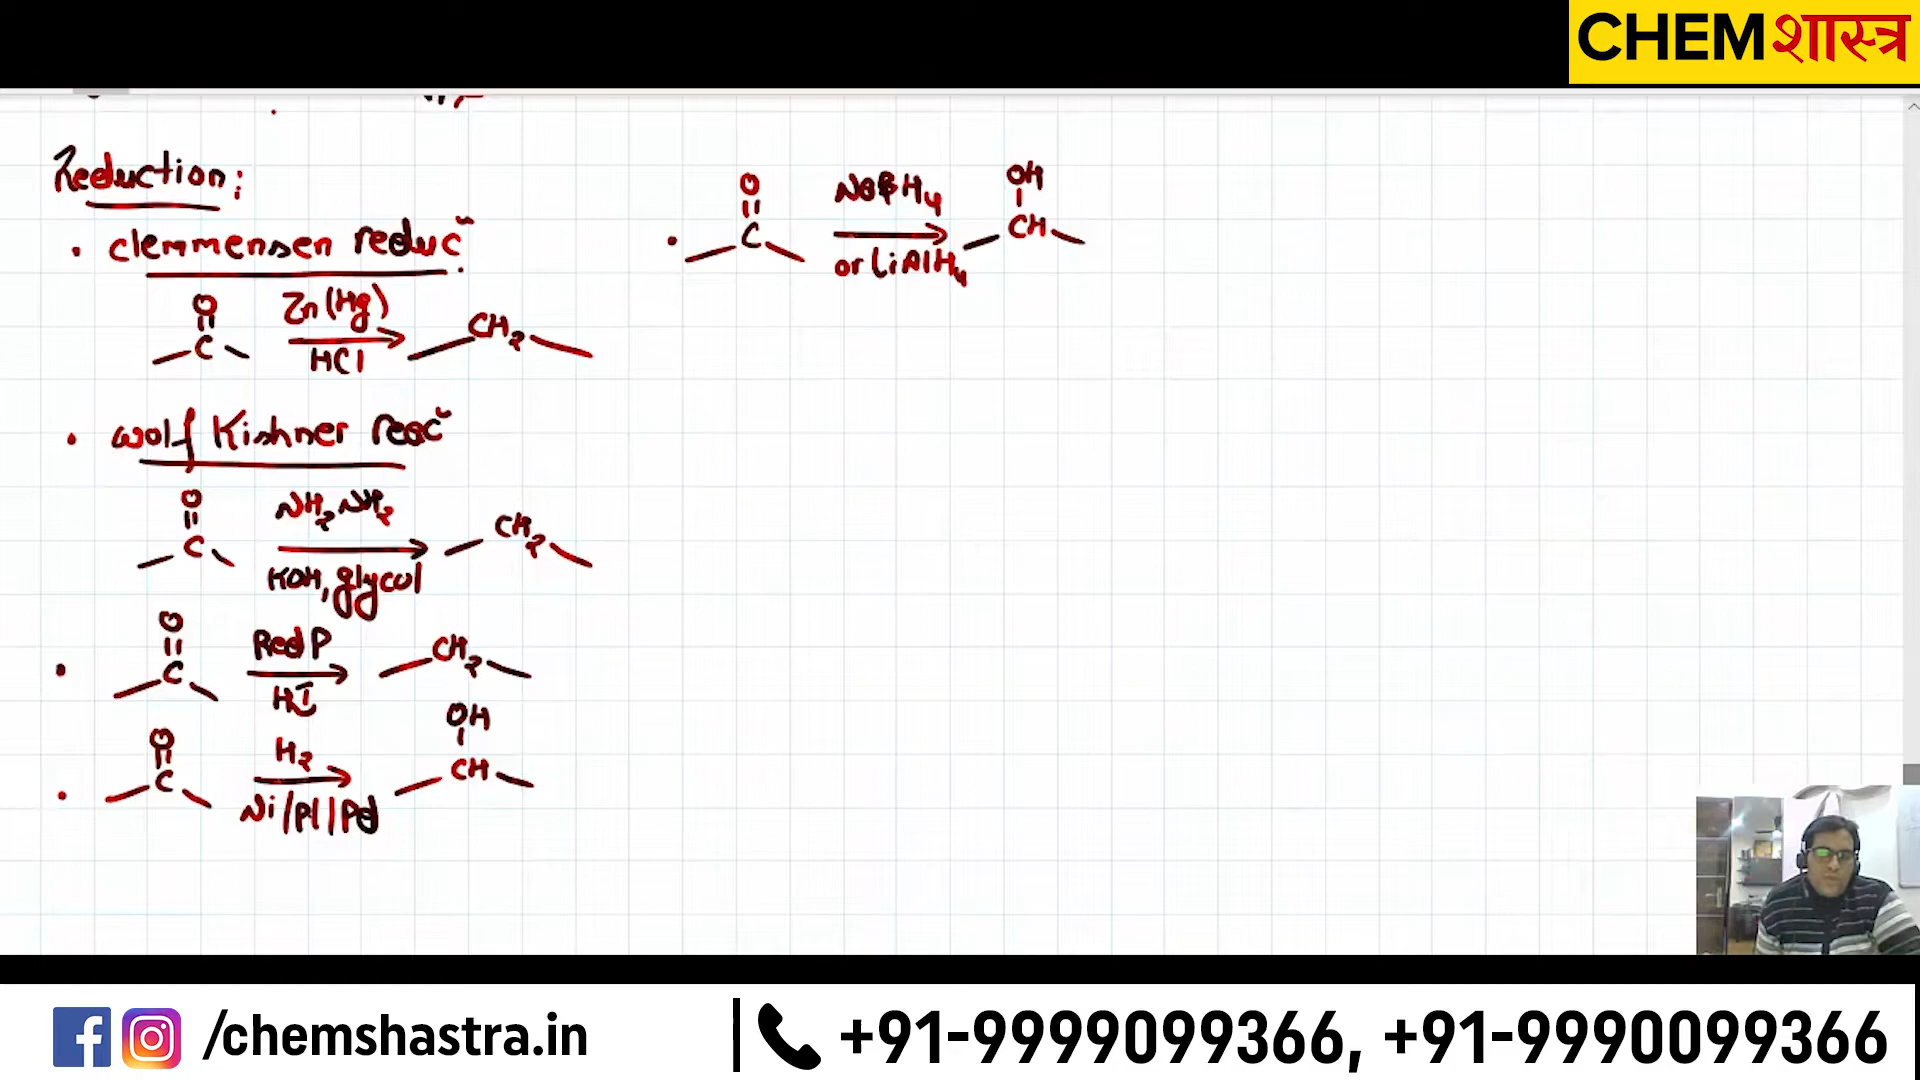 CHEMशास्त्र
Reduction:
• clemmensen reducⁿ
O
||
C
Zn(Hg)
HCl
CH₂
• wolf Kishner reacⁿ
O
||
C
NH₂NH₂
KOH, glycol
CH₂
• O
||
C
Red P
HI
CH₂
• O
||
C
H₂
Ni/Pt/Pd
OH
|
CH
• O
||
C
NaBH₄
or LiAlH₄
OH
|
CH
/chemshastra.in
+91-9999099366, +91-9990099366